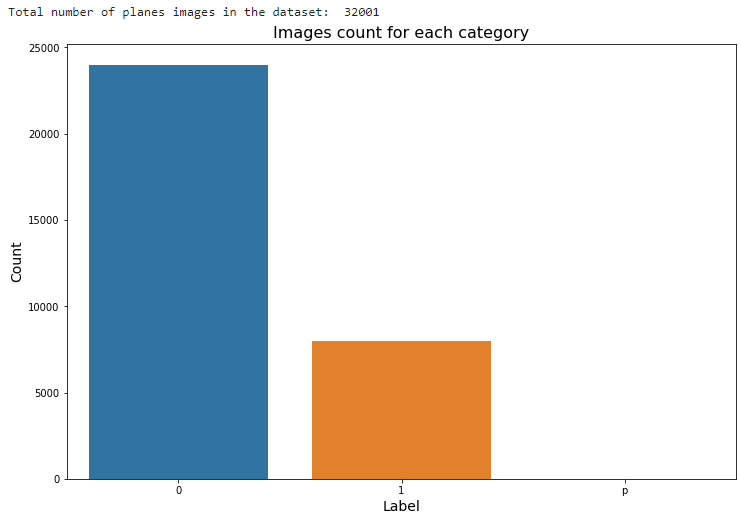 Total number of planes images in the dataset:  32001
Images count for each category
25000
20000
15000
10000
5000
0
Count
0 1 p
Label